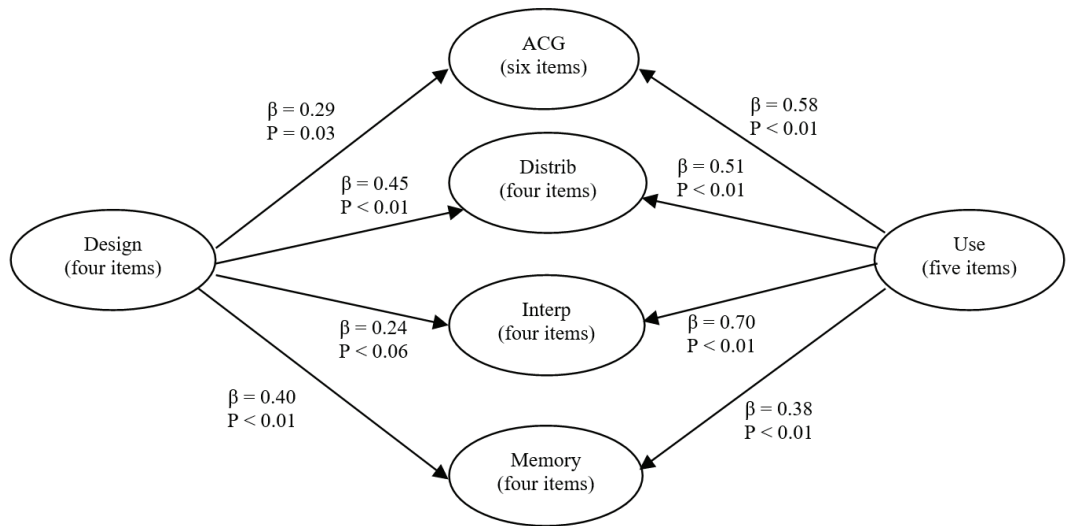 ACG
(six items)
β = 0.29
P = 0.03
β = 0.58
P < 0.01
Distrib
(four items)
β = 0.45
P < 0.01
β = 0.51
P < 0.01
Design
(four items)
Use
(five items)
Interp
(four items)
β = 0.24
P < 0.06
β = 0.70
P < 0.01
β = 0.40
P < 0.01
β = 0.38
P < 0.01
Memory
(four items)